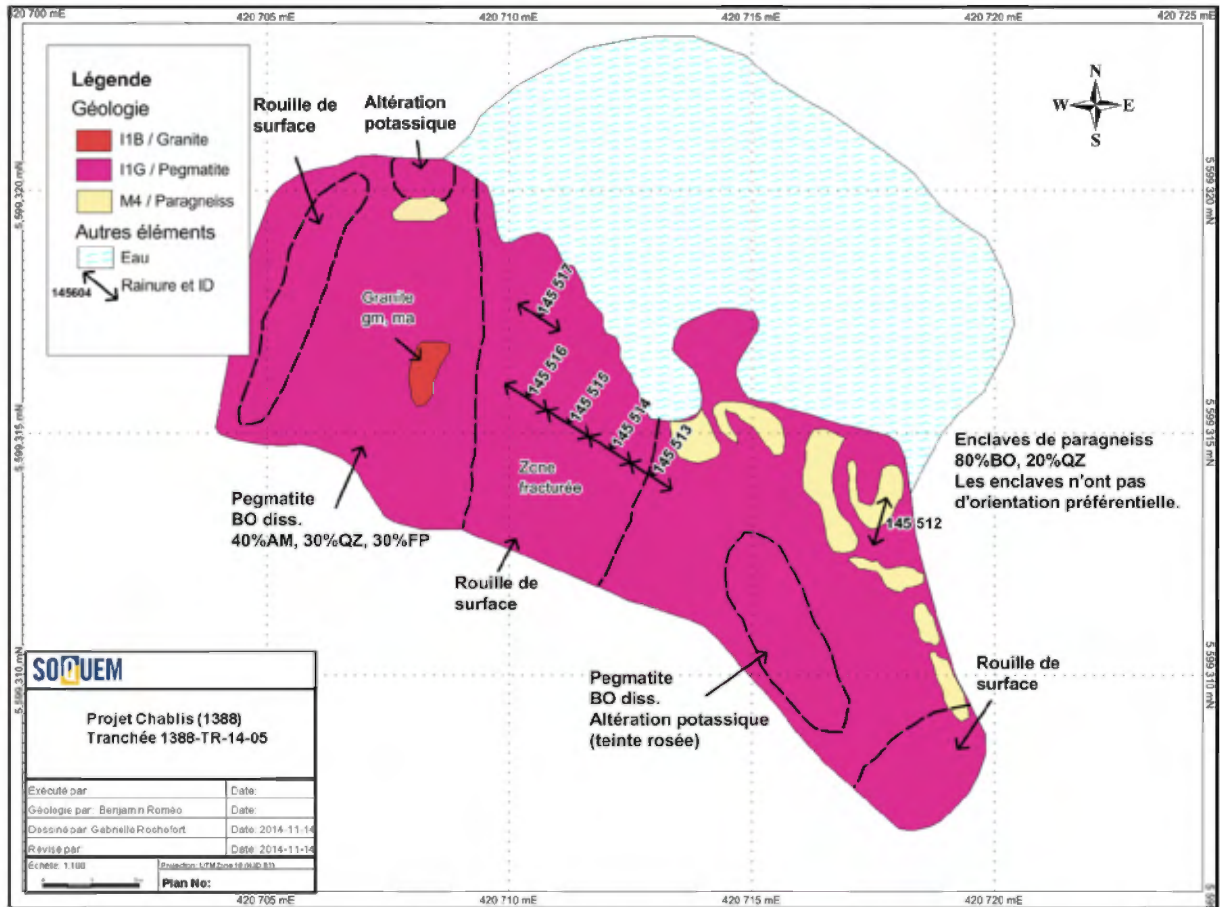 420 700 mE
420 705 mE
420 710 mE
420 715 mE
420 720 mE
420 725 mE
Légende
Géologie
I1B / Granite
I1G / Pegmatite
M4 / Paragneiss
Autres éléments
Eau
145604
Rainure et ID
Rouille de
surface
Altération
potassique
N
W
E
S
5,599,320 mN
5,599,320 mN
Granite
gm, ma
145 517
145 516
145 515
145 514
145 513
5,599,315 mN
5,599,315 mN
Zone
fracturée
Enclaves de paragneiss
80%BO, 20%QZ
Les enclaves n'ont pas
d'orientation préférentielle.
145 512
Pegmatite
BO diss.
40%AM, 30%QZ, 30%FP
Rouille de
surface
5,599,310 mN
5,599,310 mN
Pegmatite
BO diss.
Altération potassique
(teinte rosée)
Rouille de
surface
SOQUEM
Projet Chablis (1388)
Tranchée 1388-TR-14-05
Exécuté par
Date:
Géologie par: Benjamin Roméo
Date:
Dessiné par Gabrielle Rochefort
Date: 2014-11-14
Révisé par:
Date: 2014-11-14
Échelle: 1:100
Projection: UTM Zone 18 (NAD 83)
Plan No:
420 705 mE
420 710 mE
420 715 mE
420 720 mE